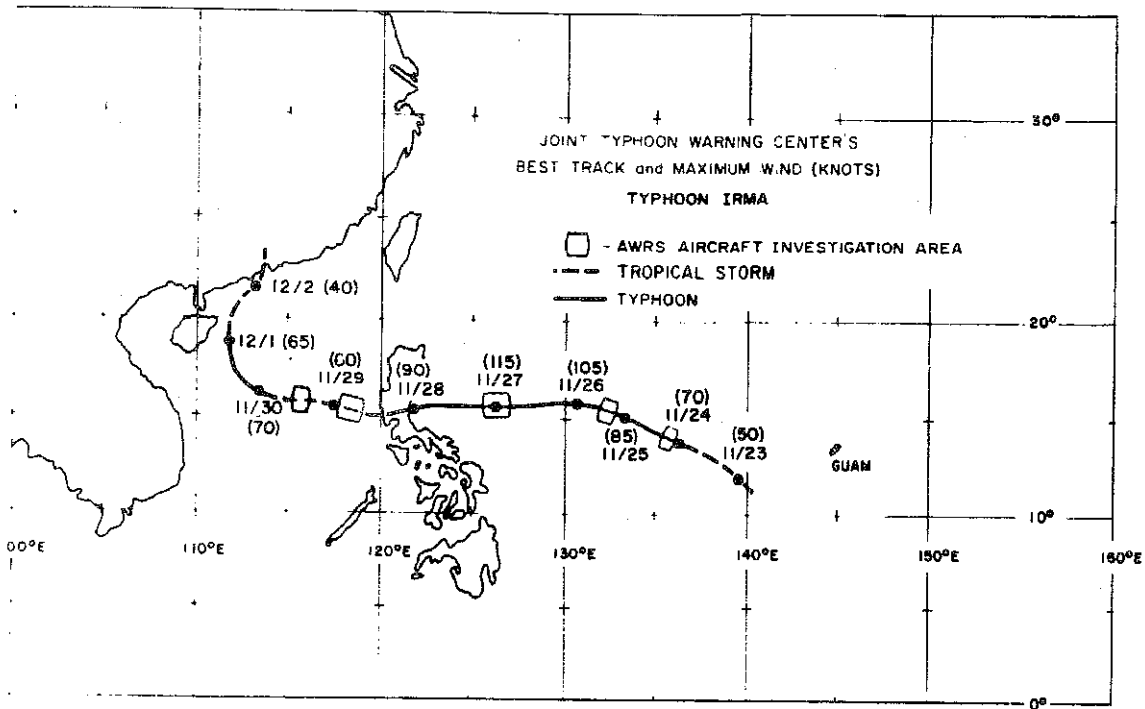 30°
JOINT TYPHOON WARNING CENTER'S
BEST TRACK and MAXIMUM WIND (KNOTS)
TYPHOON IRMA
- AWRS AIRCRAFT INVESTIGATION AREA
TROPICAL STORM
TYPHOON
12/2 (40)
12/1 (65)
20°
(60)
11/29
(90)
11/28
(115)
11/27
(105)
11/26
(70)
11/24
11/30
(70)
(85)
11/25
(50)
11/23
GUAM
10°
00°E
110°E
120°E
130°E
140°E
150°E
160°E
0°